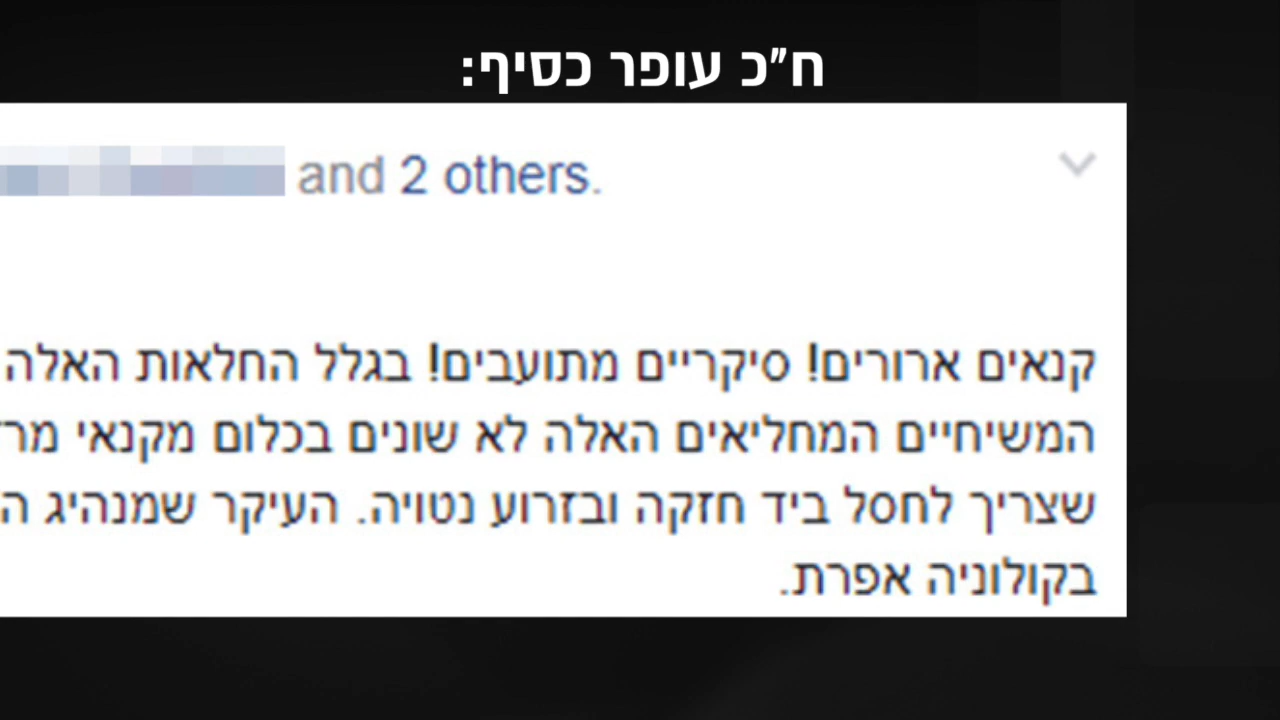 ח"כ עופר כסיף:
and 2 others.
קנאים ארורים! סיקריים מתועבים! בגלל החלאות האלה
המשיחיים המחליאים האלה לא שונים בכלום מקנאי
שצריך לחסל ביד חזקה ובזרוע נטויה. העיקר שמנהיג
בקולוניה אפרת.